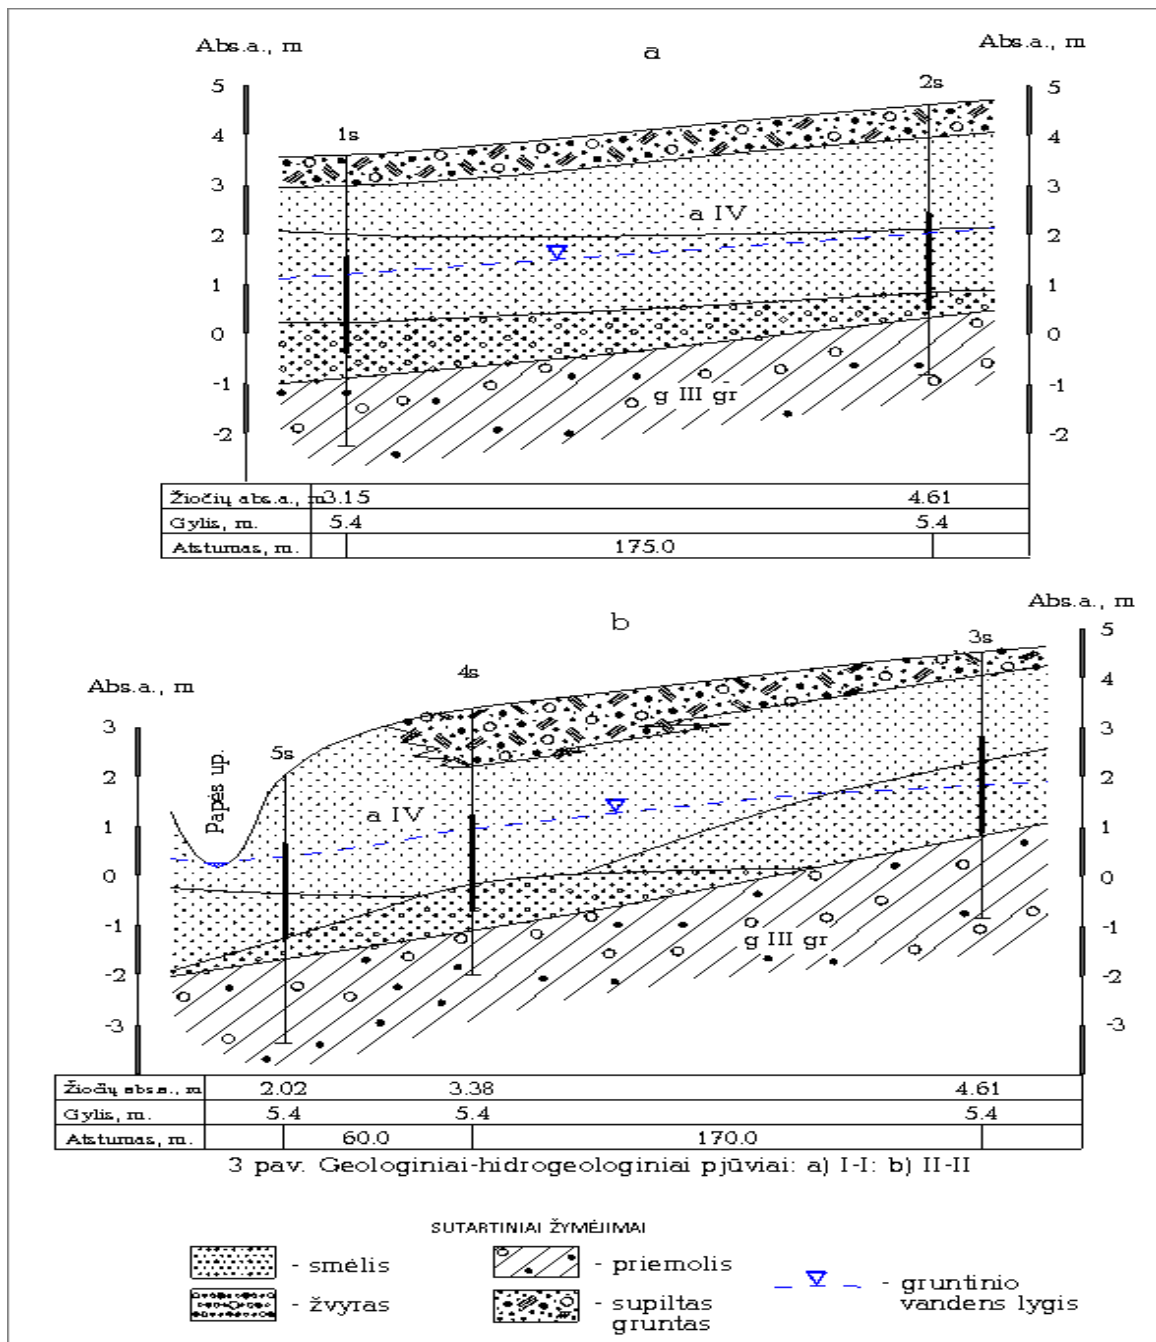 Abs.a., m
a
Abs.a., m
5
4
3
2
1
0
-1
-2
1s
2s
5
4
3
2
1
0
-1
-2
a IV
g III gr
Žiočių abs.a., m 3.15 4.61
Gylis, m. 5.4 5.4
Atstumas, m. 175.0
b
Abs.a., m
Abs.a., m
3
2
1
0
-1
-2
-3
Papės up.
5s
4s
3s
5
4
3
2
1
0
-1
-2
-3
a IV
g III gr
Žiočių abs.a., m 2.02 3.38 4.61
Gylis, m. 5.4 5.4 5.4
Atstumas, m. 60.0 170.0
3 pav. Geologiniai-hidrogeologiniai pjūviai: a) I-I: b) II-II
SUTARTINIAI ŽYMĖJIMAI
- smėlis
- žvyras
- priemolis
- supiltas
gruntas
- gruntinio
vandens lygis